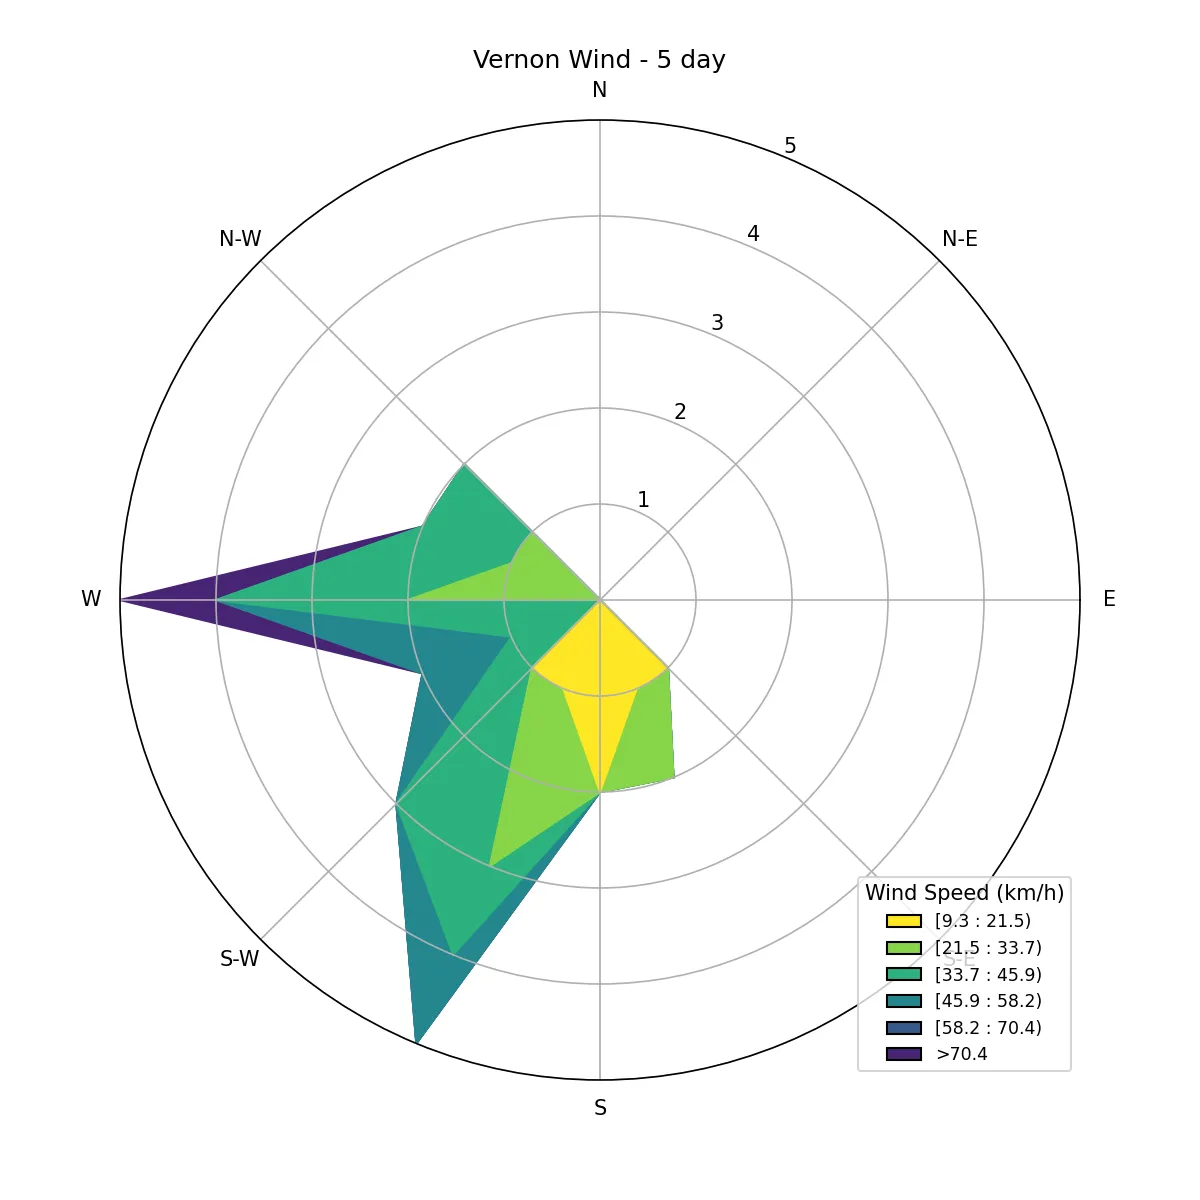 Vernon Wind - 5 day
N
5
N-W
4
N-E
3
2
1
W
E
S-W
S-E
S
Wind Speed (km/h)
[9.3 : 21.5)
[21.5 : 33.7)
[33.7 : 45.9)
[45.9 : 58.2)
[58.2 : 70.4)
>70.4